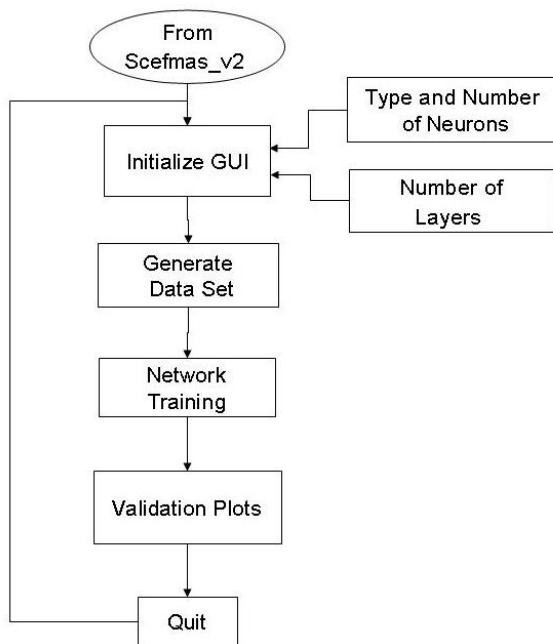 From
Scefmas_v2
Type and Number
of Neurons
Initialize GUI
Number of
Layers
Generate
Data Set
Network
Training
Validation Plots
Quit